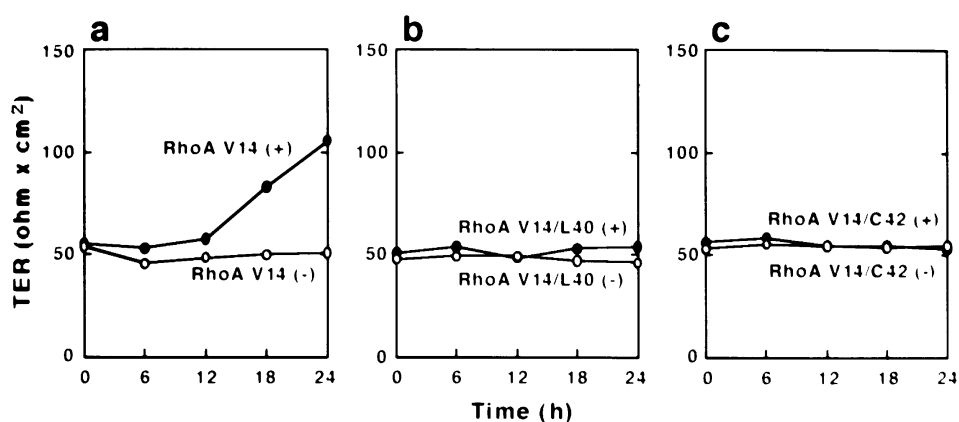 a
b
c
TER (ohm x cm²)
150
100
50
0
RhoA V14 (+)
RhoA V14 (-)
0 6 12 18 24
150
100
50
0
RhoA V14/L40 (+)
RhoA V14/L40 (-)
0 6 12 18 24
150
100
50
0
RhoA V14/C42 (+)
RhoA V14/C42 (-)
0 6 12 18 24
Time (h)